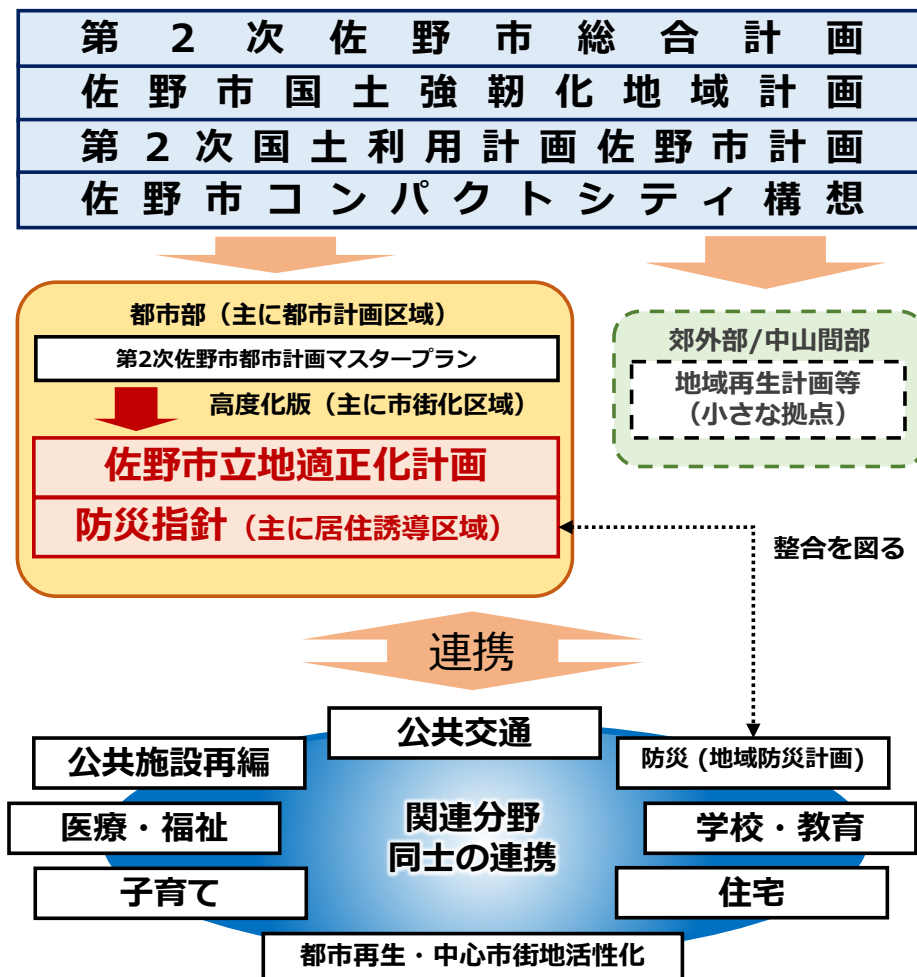 第２次佐野市総合計画
佐野市国土強靭化地域計画
第２次国土利用計画佐野市計画
佐野市コンパクトシティ構想
都市部（主に都市計画区域）
第2次佐野市都市計画マスタープラン
高度化版（主に市街化区域）
佐野市立地適正化計画
防災指針（主に居住誘導区域）
郊外部/中山間部
地域再生計画等
（小さな拠点）
整合を図る
連携
公共交通
公共施設再編
防災 (地域防災計画)
医療・福祉
関連分野
同士の連携
学校・教育
子育て
住宅
都市再生・中心市街地活性化